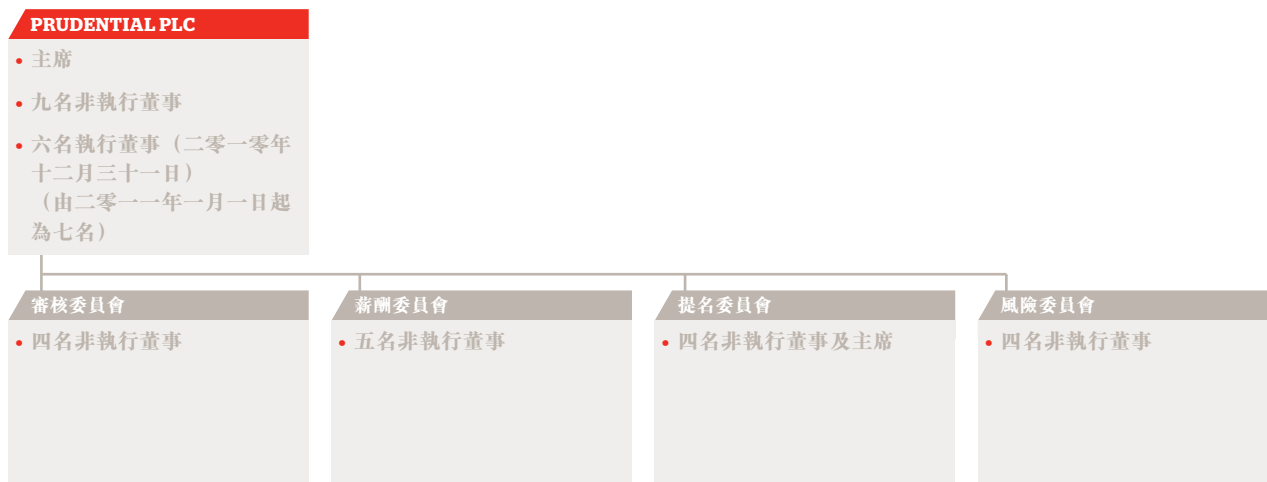 PRUDENTIAL PLC
• 主席
• 九名非執行董事
• 六名執行董事（二零一零年
十二月三十一日）
（由二零一一年一月一日起
為七名）
審核委員會
• 四名非執行董事
薪酬委員會
• 五名非執行董事
提名委員會
• 四名非執行董事及主席
風險委員會
• 四名非執行董事